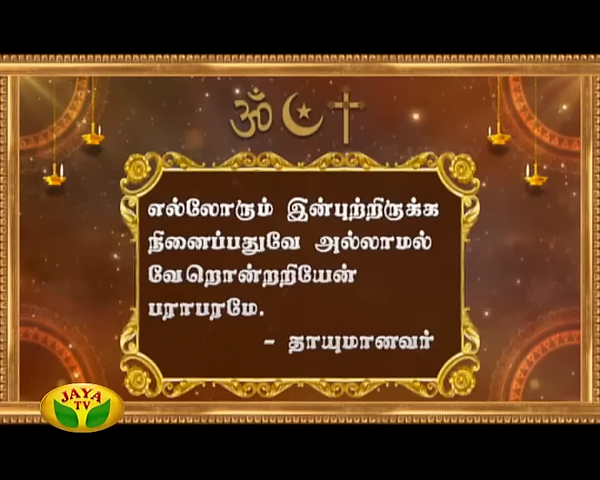 ௐ
எல்லோரும் இன்புற்றிருக்க
நினைப்பதுவே அல்லாமல்
வேறொன்றறியேன்
பராபரமே.
- தாயுமானவர்
JAYA
TV